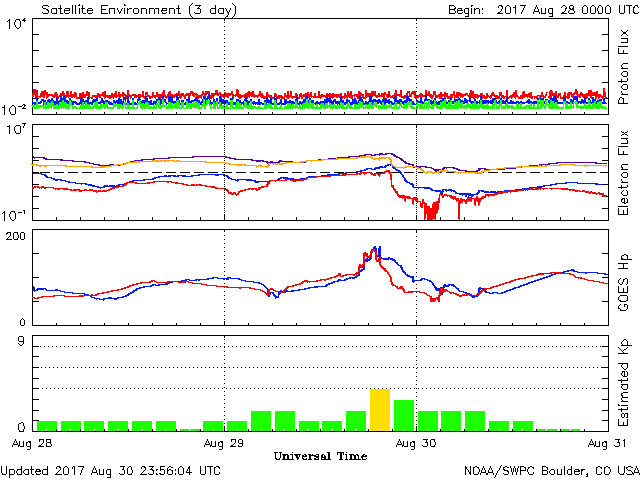 Satellite Environment (3 day) Begin: 2017 Aug 28 0000 UTC
10^4
10^-2
Proton Flux
10^7
10^-1
Electron Flux
200
100
0
GOES Hp
9
0
Estimated Kp
Aug 28 Aug 29 Aug 30 Aug 31
Universal Time
Updated 2017 Aug 30 23:56:04 UTC NOAA/SWPC Boulder, CO USA